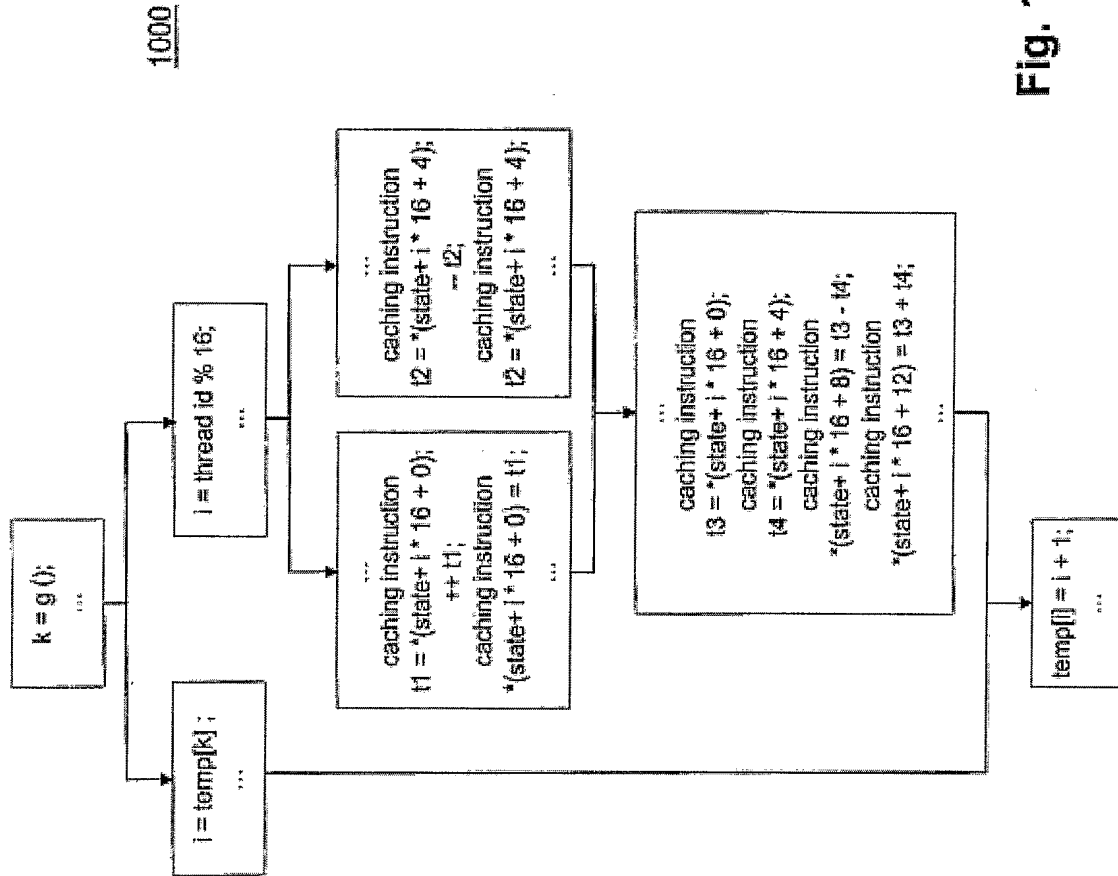 1000
k = g ();
...
i = temp[k] ;
...
i = thread id % 16;
...
...
caching instruction
t1 = *(state+ i * 16 + 0);
++ t1;
caching instruction
*(state+ i * 16 + 0) = t1;
...
...
caching instruction
t2 = *(state+ i * 16 + 4);
-- t2;
caching instruction
t2 = *(state+ i * 16 + 4);
...
...
caching instruction
t3 = *(state+ i * 16 + 0);
caching instruction
t4 = *(state+ i * 16 + 4);
caching instruction
*(state+ i * 16 + 8) = t3 - t4;
caching instruction
*(state+ i * 16 + 12) = t3 + t4;
...
temp[i] = i + 1;
...
Fig.